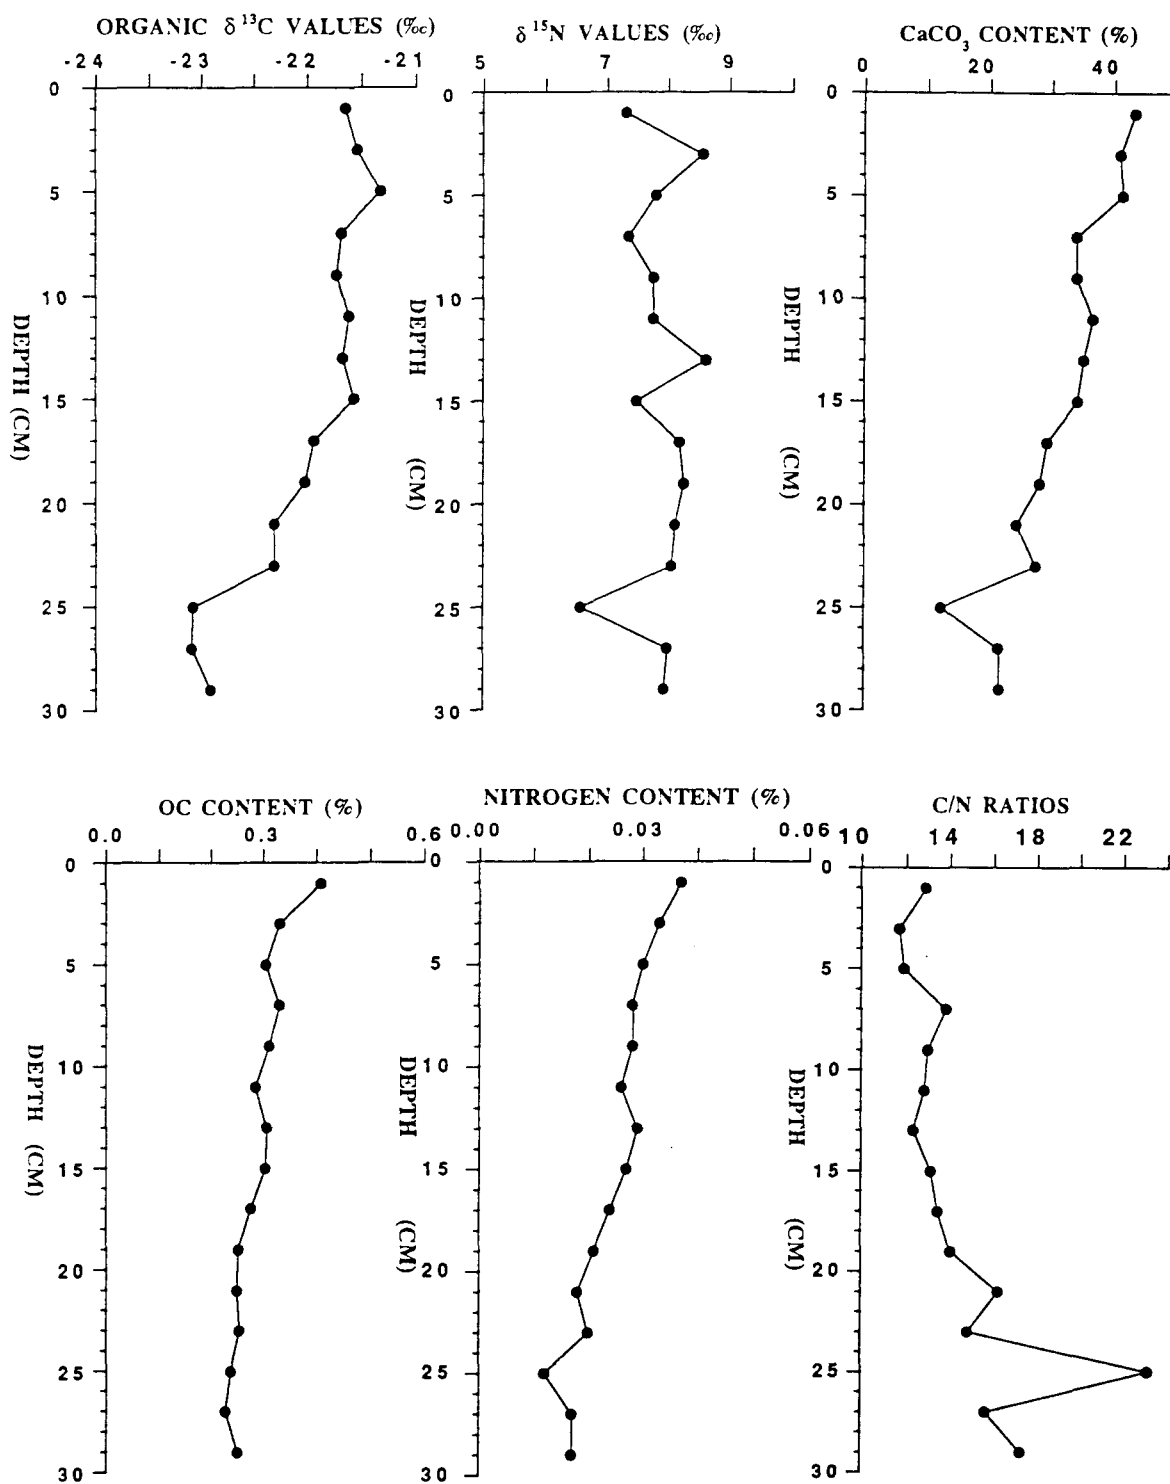 ORGANIC δ ¹³C VALUES (‰)
-24 -23 -22 -21
0
5
10
15
20
25
30
DEPTH (CM)
δ ¹⁵N VALUES (‰)
5 7 9
0
5
10
15
20
25
30
DEPTH (CM)
CaCO₃ CONTENT (%)
0 20 40
0
5
10
15
20
25
30
DEPTH (CM)
OC CONTENT (%)
0.0 0.3 0.6
0
5
10
15
20
25
30
DEPTH (CM)
NITROGEN CONTENT (%)
0.00 0.03 0.06
0
5
10
15
20
25
30
DEPTH (CM)
C/N RATIOS
10 14 18 22
0
5
10
15
20
25
30
DEPTH (CM)